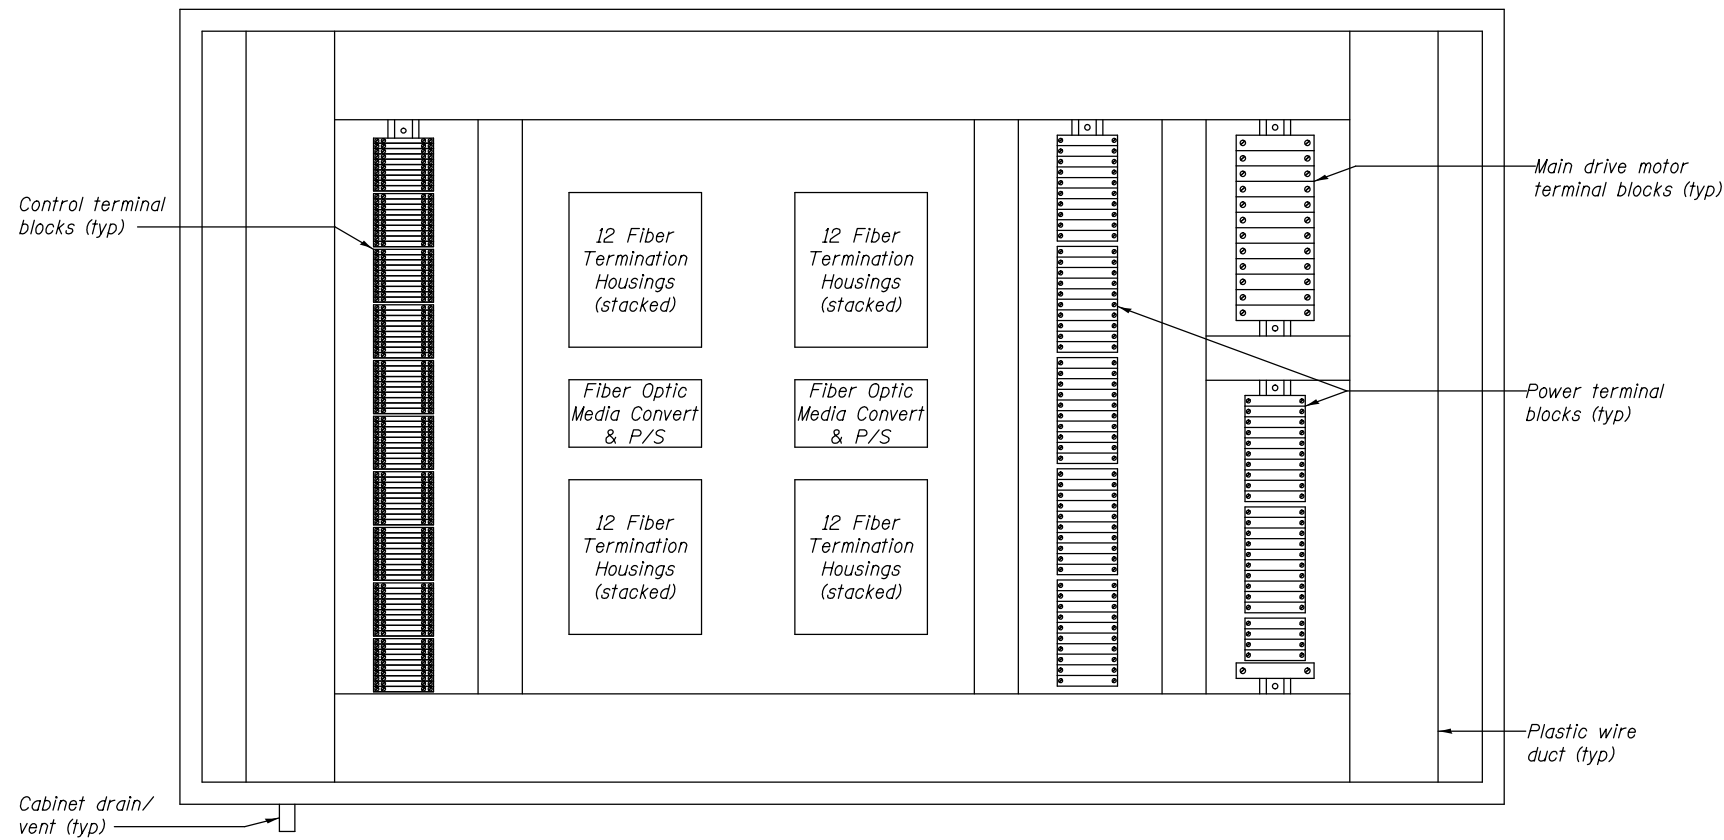 Control terminal
blocks (typ)
12 Fiber
Termination
Housings
(stacked)
12 Fiber
Termination
Housings
(stacked)
Main drive motor
terminal blocks (typ)
Fiber Optic
Media Convert
& P/S
Fiber Optic
Media Convert
& P/S
Power terminal
blocks (typ)
12 Fiber
Termination
Housings
(stacked)
12 Fiber
Termination
Housings
(stacked)
Plastic wire
duct (typ)
Cabinet drain/
vent (typ)